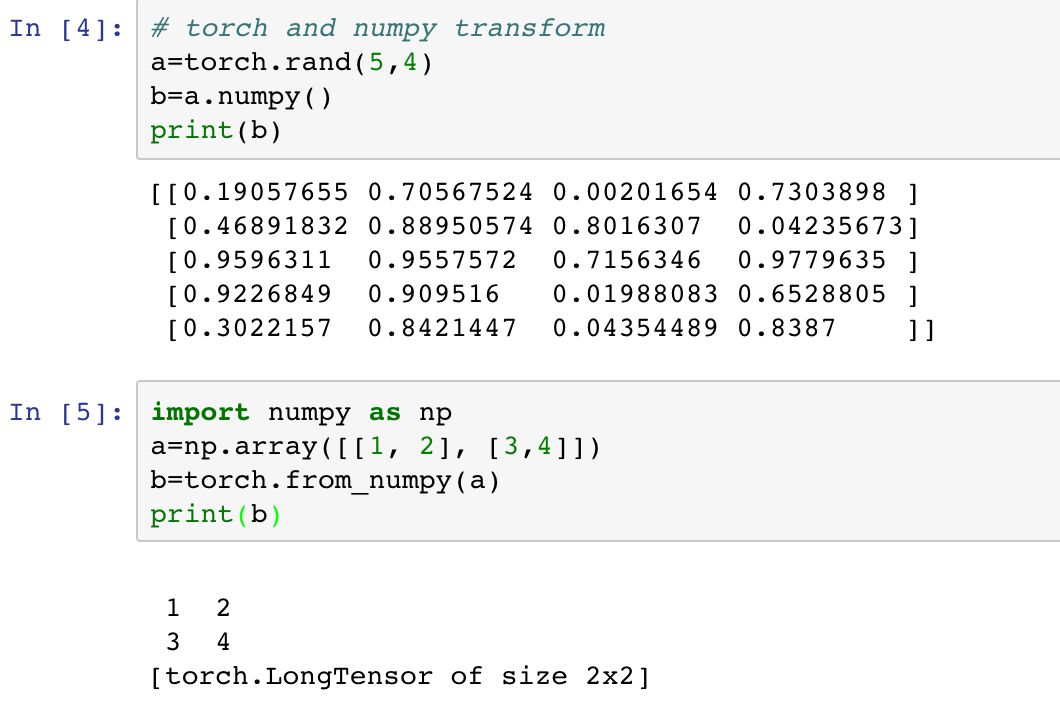 In [4]: # torch and numpy transform
a=torch.rand(5,4)
b=a.numpy()
print(b)
[[0.19057655 0.70567524 0.00201654 0.7303898 ]
[0.46891832 0.88950574 0.8016307 0.04235673]
[0.9596311 0.9557572 0.7156346 0.9779635 ]
[0.9226849 0.909516 0.01988083 0.6528805 ]
[0.3022157 0.8421447 0.04354489 0.8387 ]]
In [5]: import numpy as np
a=np.array([[1, 2], [3,4]])
b=torch.from_numpy(a)
print(b)
1 2
3 4
[torch.LongTensor of size 2x2]